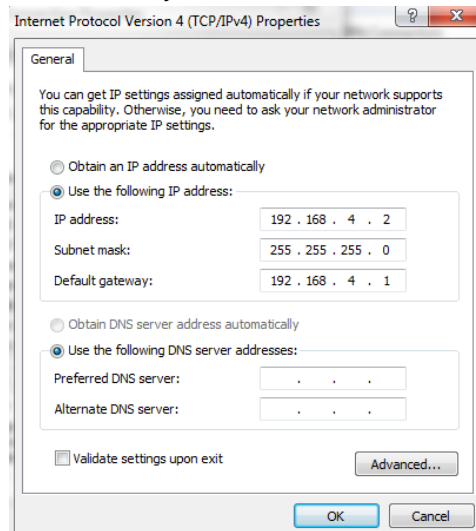 Internet Protocol Version 4 (TCP/IPv4) Properties
General
You can get IP settings assigned automatically if your network supports
this capability. Otherwise, you need to ask your network administrator
for the appropriate IP settings.
Obtain an IP address automatically
Use the following IP address:
IP address: 192 . 168 . 4 . 2
Subnet mask: 255 . 255 . 255 . 0
Default gateway: 192 . 168 . 4 . 1
Obtain DNS server address automatically
Use the following DNS server addresses:
Preferred DNS server: . . .
Alternate DNS server: . . .
Validate settings upon exit
Advanced...
OK Cancel